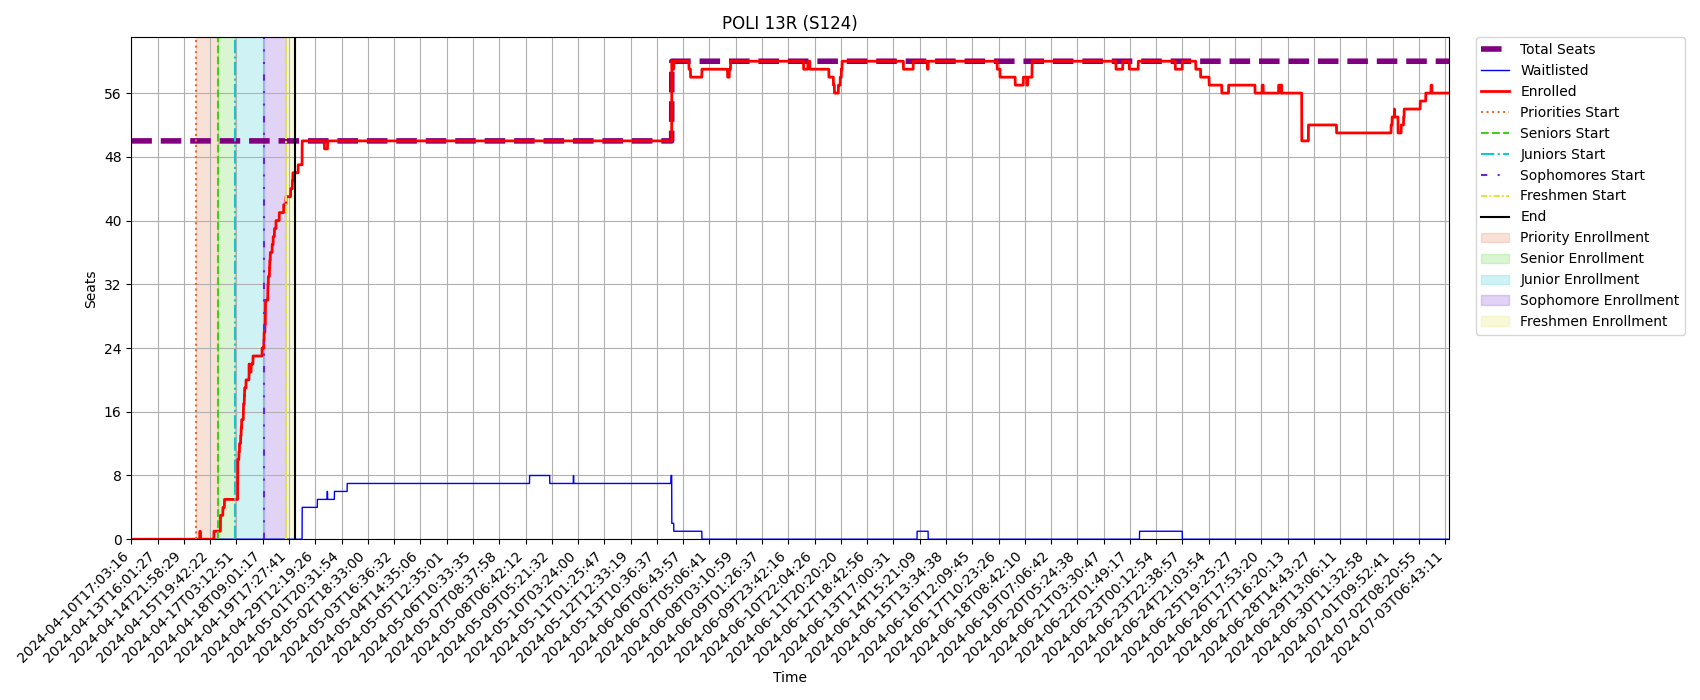 POLI 13R (S124)
Seats
56
48
40
32
24
16
8
0
2024-04-10T17:03:16
2024-04-13T16:01:27
2024-04-14T21:58:29
2024-04-15T19:42:22
2024-04-17T03:12:51
2024-04-18T09:01:17
2024-04-19T17:27:41
2024-04-29T12:19:26
2024-05-01T20:31:54
2024-05-02T18:33:00
2024-05-03T16:36:32
2024-05-04T14:35:06
2024-05-05T12:35:01
2024-05-06T10:33:35
2024-05-07T08:37:58
2024-05-08T06:42:12
2024-05-09T05:21:32
2024-05-10T03:24:00
2024-05-11T01:25:47
2024-05-12T12:33:19
2024-05-13T10:36:37
2024-06-06T06:43:57
2024-06-07T05:06:41
2024-06-08T03:10:59
2024-06-09T01:26:37
2024-06-09T23:42:16
2024-06-10T22:04:26
2024-06-11T20:20:20
2024-06-12T18:42:56
2024-06-13T17:00:31
2024-06-14T15:21:09
2024-06-15T13:34:38
2024-06-16T12:09:45
2024-06-17T10:23:26
2024-06-18T08:42:10
2024-06-19T07:06:42
2024-06-20T05:24:38
2024-06-21T03:30:47
2024-06-22T01:49:17
2024-06-23T00:12:54
2024-06-23T22:38:57
2024-06-24T21:03:54
2024-06-25T19:25:27
2024-06-26T17:53:20
2024-06-27T16:20:13
2024-06-28T14:43:27
2024-06-29T13:06:11
2024-06-30T11:32:58
2024-07-01T09:52:41
2024-07-02T08:20:55
2024-07-03T06:43:11
Time
Total Seats
Waitlisted
Enrolled
Priorities Start
Seniors Start
Juniors Start
Sophomores Start
Freshmen Start
End
Priority Enrollment
Senior Enrollment
Junior Enrollment
Sophomore Enrollment
Freshmen Enrollment